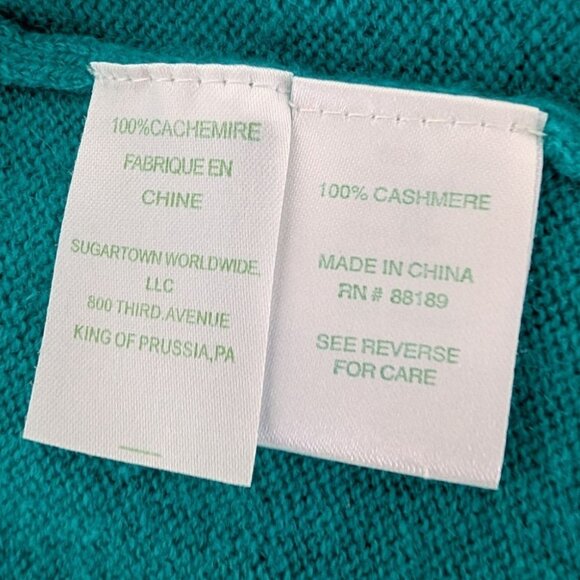 100%CACHEMIRE
FABRIQUE EN
CHINE
SUGARTOWN WORLDWIDE,
LLC
800 THIRD.AVENUE
KING OF PRUSSIA,PA
100% CASHMERE
MADE IN CHINA
RN # 88189
SEE REVERSE
FOR CARE